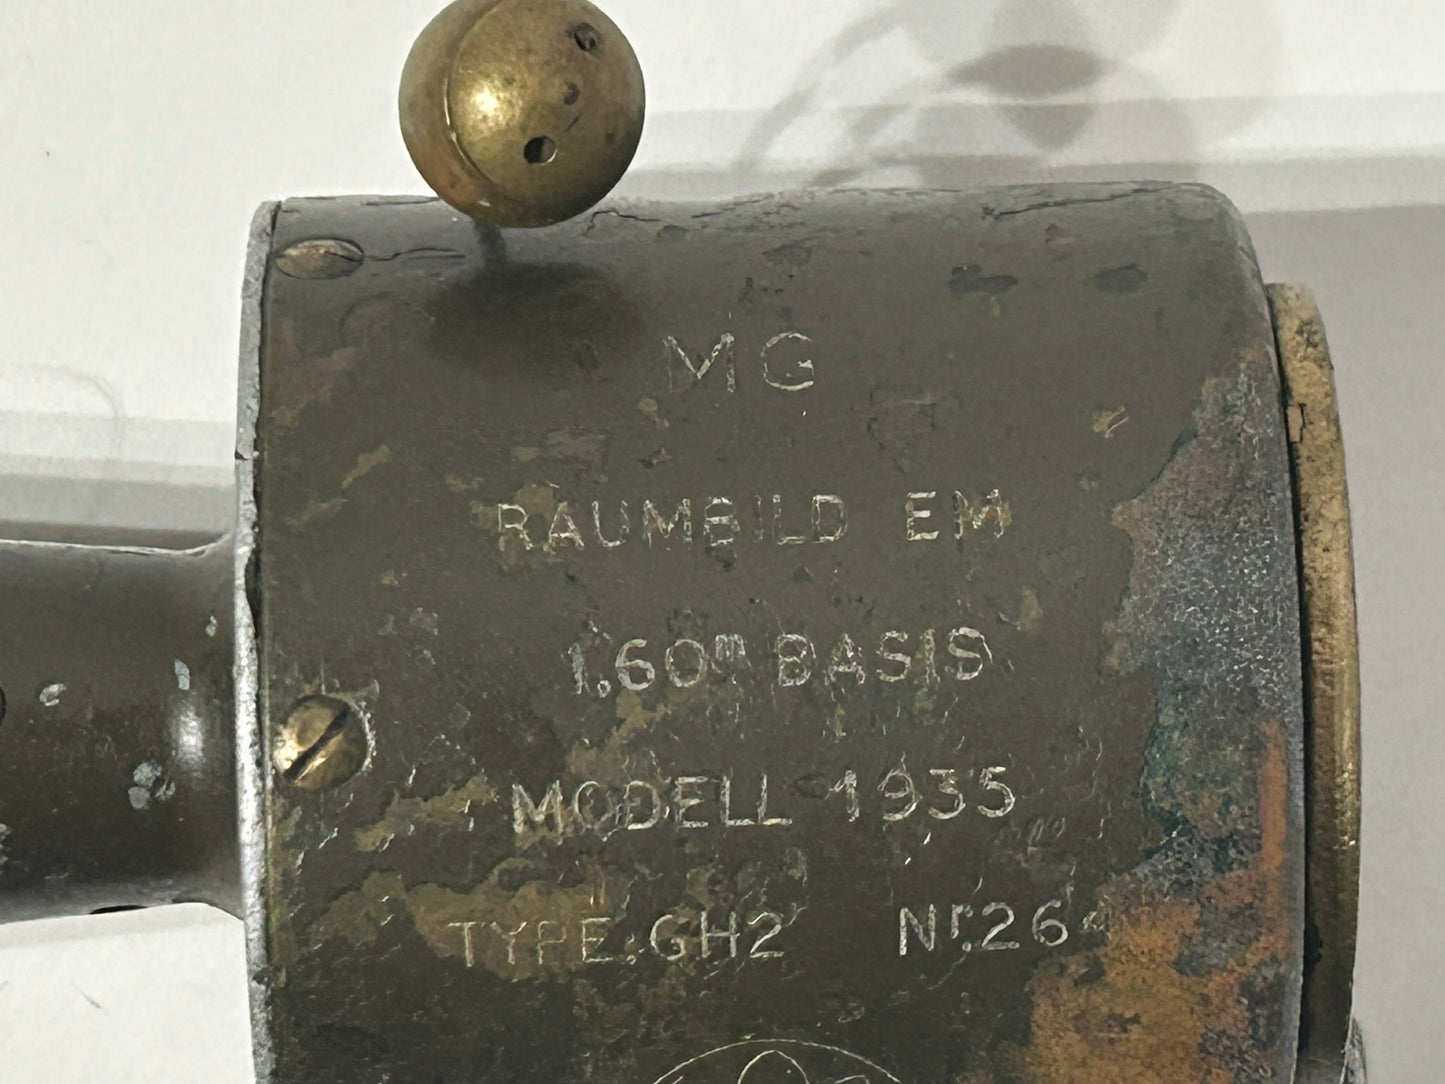 MG
RAUMBILD EM
1,60m BASIS
MODELL 1935
TYPE.GH2 Nr.26